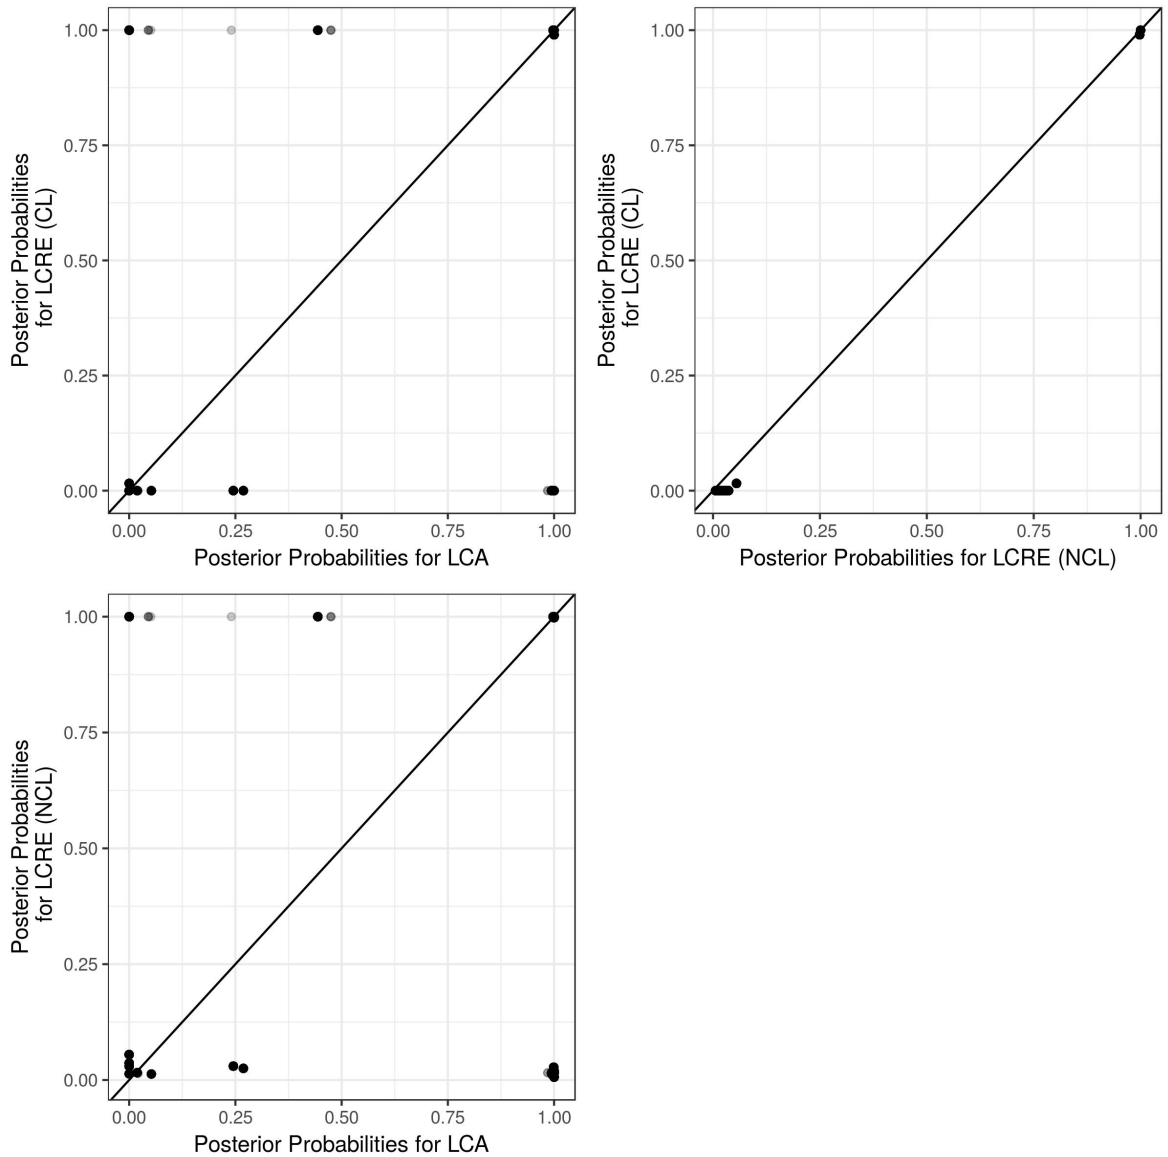 Posterior Probabilities
for LCRE (CL)
1.00
0.75
0.50
0.25
0.00
0.00 0.25 0.50 0.75 1.00
Posterior Probabilities for LCA
Posterior Probabilities
for LCRE (CL)
1.00
0.75
0.50
0.25
0.00
0.00 0.25 0.50 0.75 1.00
Posterior Probabilities for LCRE (NCL)
Posterior Probabilities
for LCRE (NCL)
1.00
0.75
0.50
0.25
0.00
0.00 0.25 0.50 0.75 1.00
Posterior Probabilities for LCA